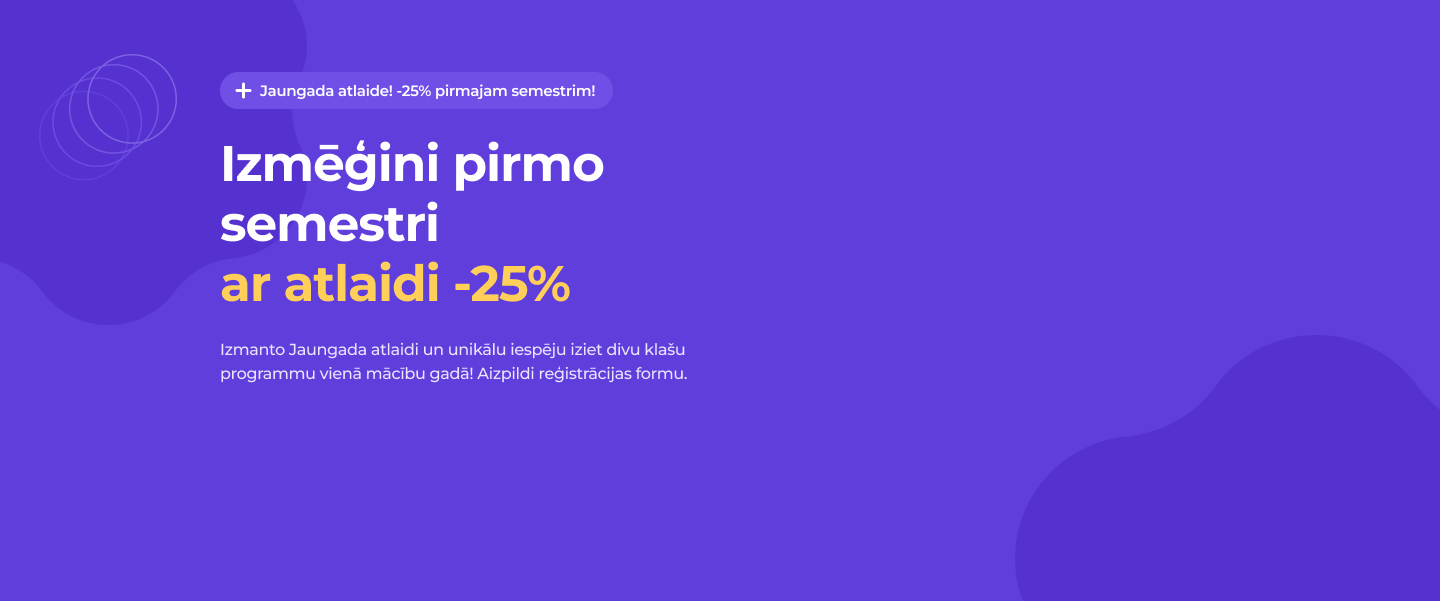 Jaungada atlaide! -25% pirmajam semestrim!
Izmēģini pirmo
semestri
ar atlaidi -25%
Izmanto Jaungada atlaidi un unikālu iespēju iziet divu klašu
programmu vienā mācību gadā! Aizpildi reģistrācijas formu.